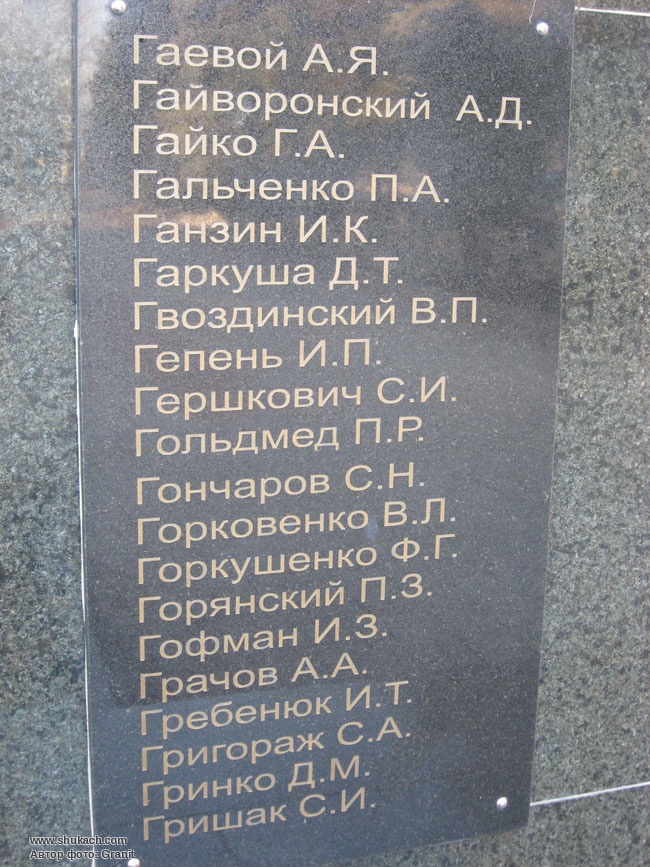 Гаевой А.Я.
Гайворонский А.Д.
Гайко Г.А.
Гальченко П.А.
Ганзин И.К.
Гаркуша Д.Т.
Гвоздинский В.П.
Гепень И.П.
Гершкович С.И.
Гольдмед П.Р.
Гончаров С.Н.
Горковенко В.Л.
Горкушенко Ф.Г.
Горянский П.З.
Гофман И.З.
Грачов А.А.
Гребенюк И.Т.
Григораж С.А.
Гринко Д.М.
Гришак С.И.
www.shukach.com
Автор фото: Granit